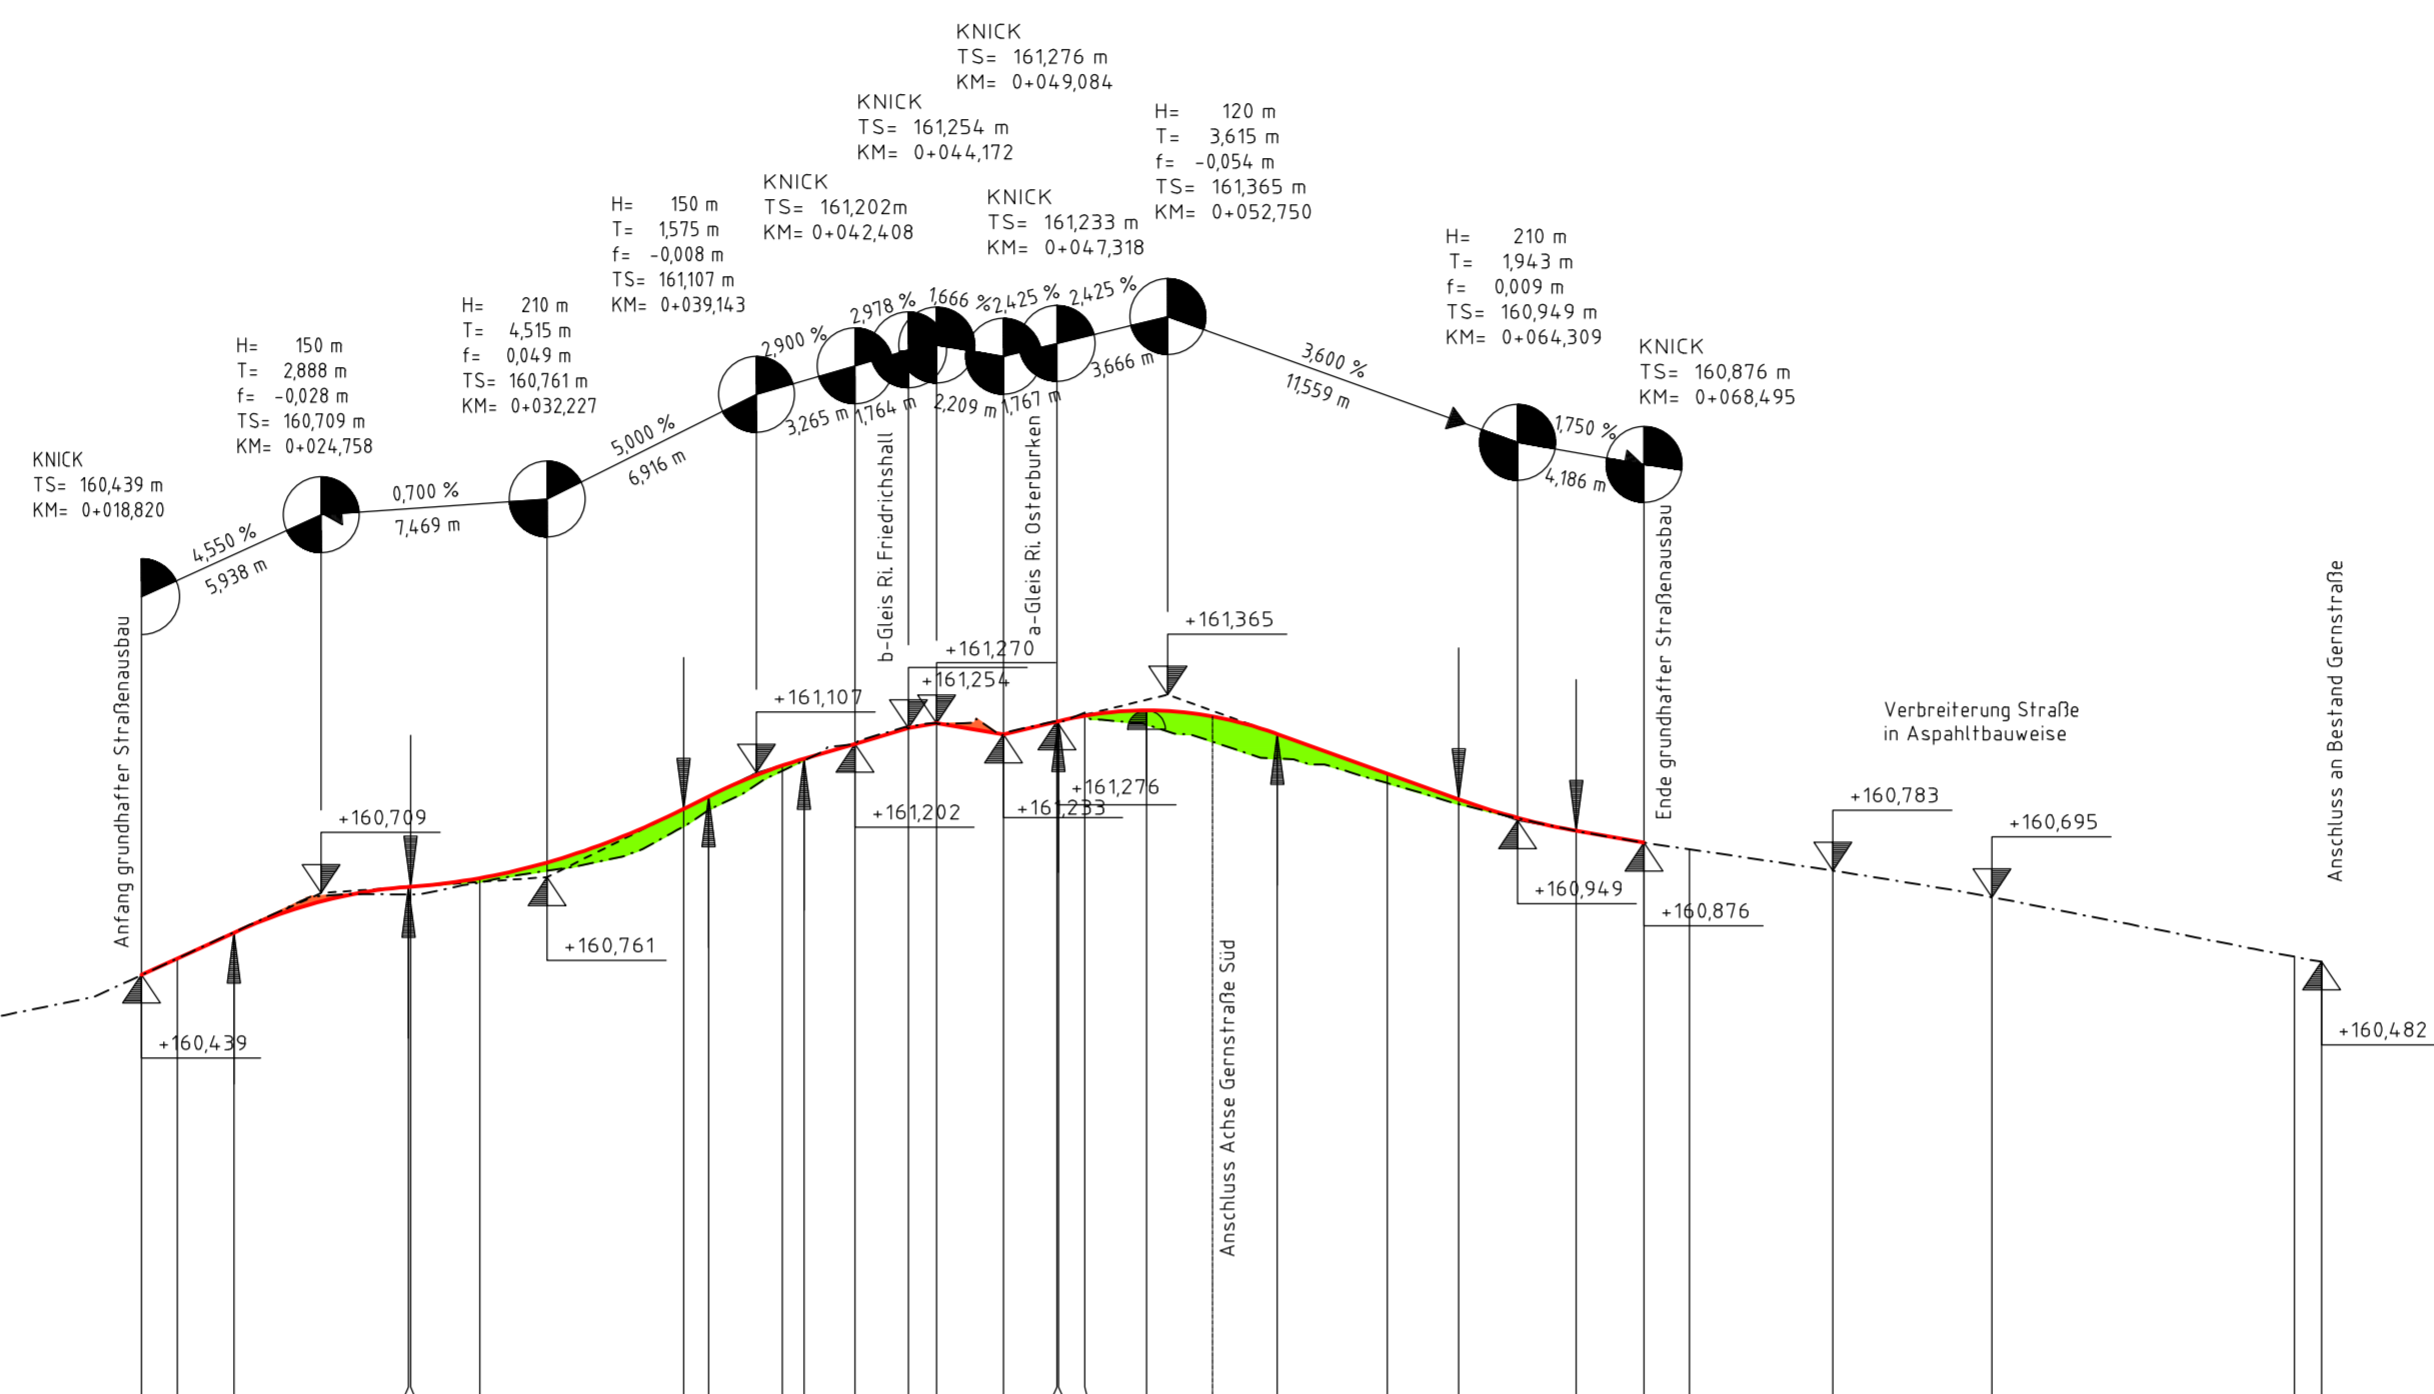 KNICK
TS= 161,276 m
KM= 0+049,084
KNICK
TS= 161,254 m
KM= 0+044,172
H= 120 m
T= 3,615 m
f= -0,054 m
TS= 161,365 m
KM= 0+052,750
KNICK
TS= 161,202m
KM= 0+042,408
KNICK
TS= 161,233 m
KM= 0+047,318
H= 150 m
T= 1,575 m
f= -0,008 m
TS= 161,107 m
KM= 0+039,143
H= 210 m
T= 1,943 m
f= 0,009 m
TS= 160,949 m
KM= 0+064,309
H= 210 m
T= 4,515 m
f= 0,049 m
TS= 160,761 m
KM= 0+032,227
H= 150 m
T= 2,888 m
f= -0,028 m
TS= 160,709 m
KM= 0+024,758
KNICK
TS= 160,876 m
KM= 0+068,495
KNICK
TS= 160,439 m
KM= 0+018,820
4,550 %
5,938 m
0,700 %
7,469 m
5,000 %
6,916 m
2,900 %
3,265 m
2,978 %
1,764 m
1,666 %
2,209 m
2,425 %
1,767 m
2,425 %
3,666 m
3,600 %
11,559 m
1,750 %
4,186 m
Anfang grundhafter Straßenausbau
b-Gleis Ri. Friedrichshall
a-Gleis Ri. Osterburken
Ende grundhafter Straßenausbau
Anschluss an Bestand Gernstraße
Anschluss Achse Gernstraße Süd
Verbreiterung Straße
in Aspahltbauweise
+161,365
+161,270
+161,254
+161,107
+161,276
+161,233
+161,202
+160,709
+160,783
+160,695
+160,949
+160,876
+160,761
+160,439
+160,482